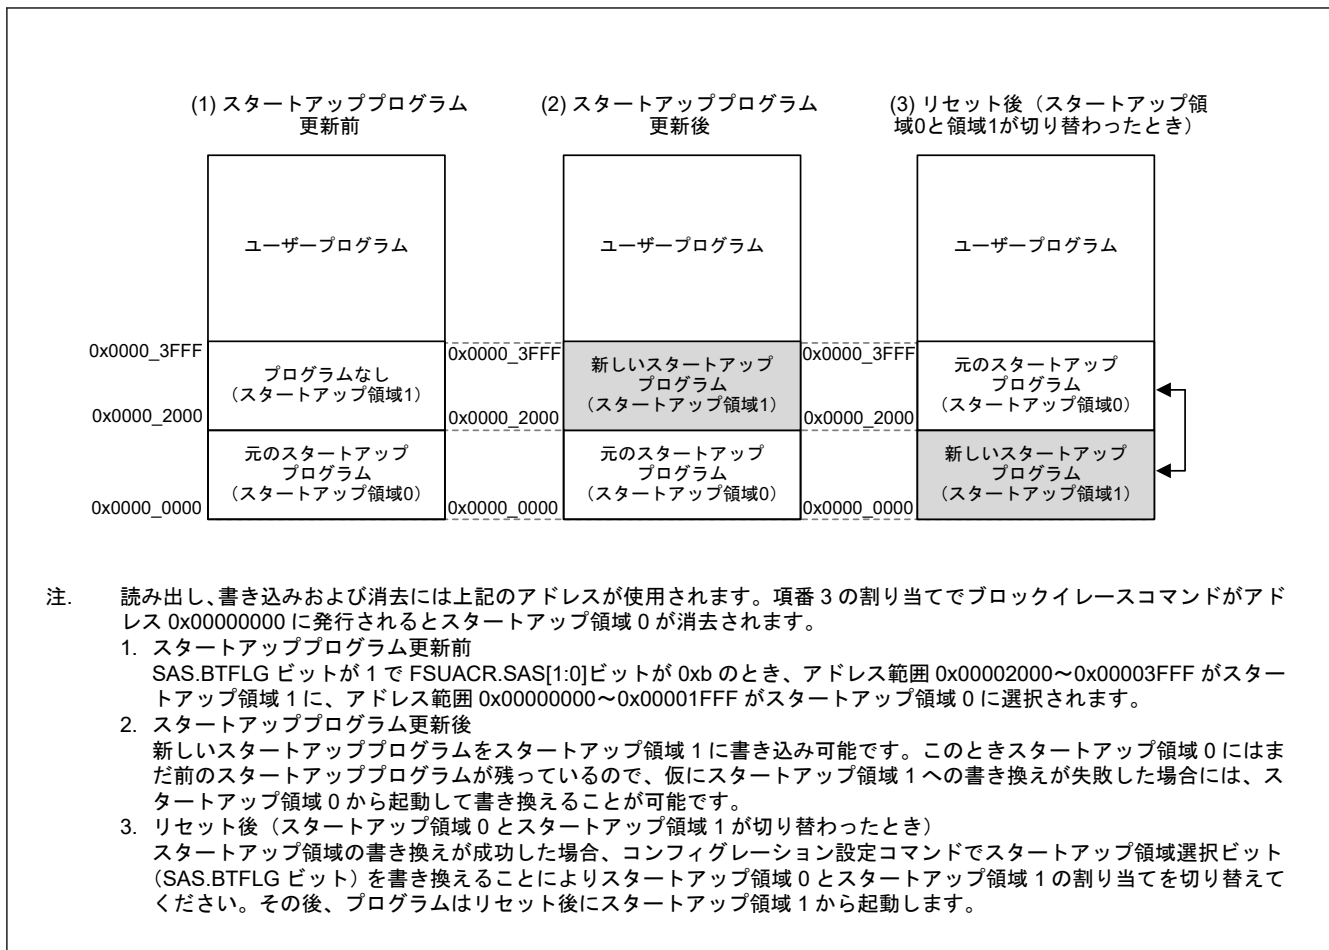 (1) スタートアッププログラム
更新前
(2) スタートアッププログラム
更新後
(3) リセット後（スタートアップ領
域0と領域1が切り替わったとき）
ユーザープログラム
ユーザープログラム
ユーザープログラム
0x0000_3FFF
0x0000_3FFF
0x0000_3FFF
プログラムなし
（スタートアップ領域1）
新しいスタートアップ
プログラム
（スタートアップ領域1）
元のスタートアップ
プログラム
（スタートアップ領域0）
0x0000_2000
0x0000_2000
0x0000_2000
元のスタートアップ
プログラム
（スタートアップ領域0）
元のスタートアップ
プログラム
（スタートアップ領域0）
新しいスタートアップ
プログラム
（スタートアップ領域1）
0x0000_0000
0x0000_0000
0x0000_0000
注. 読み出し、書き込みおよび消去には上記のアドレスが使用されます。項番 3 の割り当てでブロックイレースコマンドがアド
レス 0x00000000 に発行されるとスタートアップ領域 0 が消去されます。
1. スタートアッププログラム更新前
SAS.BTFLG ビットが 1 で FSUACR.SAS[1:0]ビットが 0xb のとき、アドレス範囲 0x00002000～0x00003FFF がスター
トアップ領域 1 に、アドレス範囲 0x00000000～0x00001FFF がスタートアップ領域 0 に選択されます。
2. スタートアッププログラム更新後
新しいスタートアッププログラムをスタートアップ領域 1 に書き込み可能です。このときスタートアップ領域 0 にはま
だ前のスタートアッププログラムが残っているので、仮にスタートアップ領域 1 への書き換えが失敗した場合には、ス
タートアップ領域 0 から起動して書き換えることが可能です。
3. リセット後（スタートアップ領域 0 とスタートアップ領域 1 が切り替わったとき）
スタートアップ領域の書き換えが成功した場合、コンフィグレーション設定コマンドでスタートアップ領域選択ビット
（SAS.BTFLG ビット）を書き換えることによりスタートアップ領域 0 とスタートアップ領域 1 の割り当てを切り替えて
ください。その後、プログラムはリセット後にスタートアップ領域 1 から起動します。